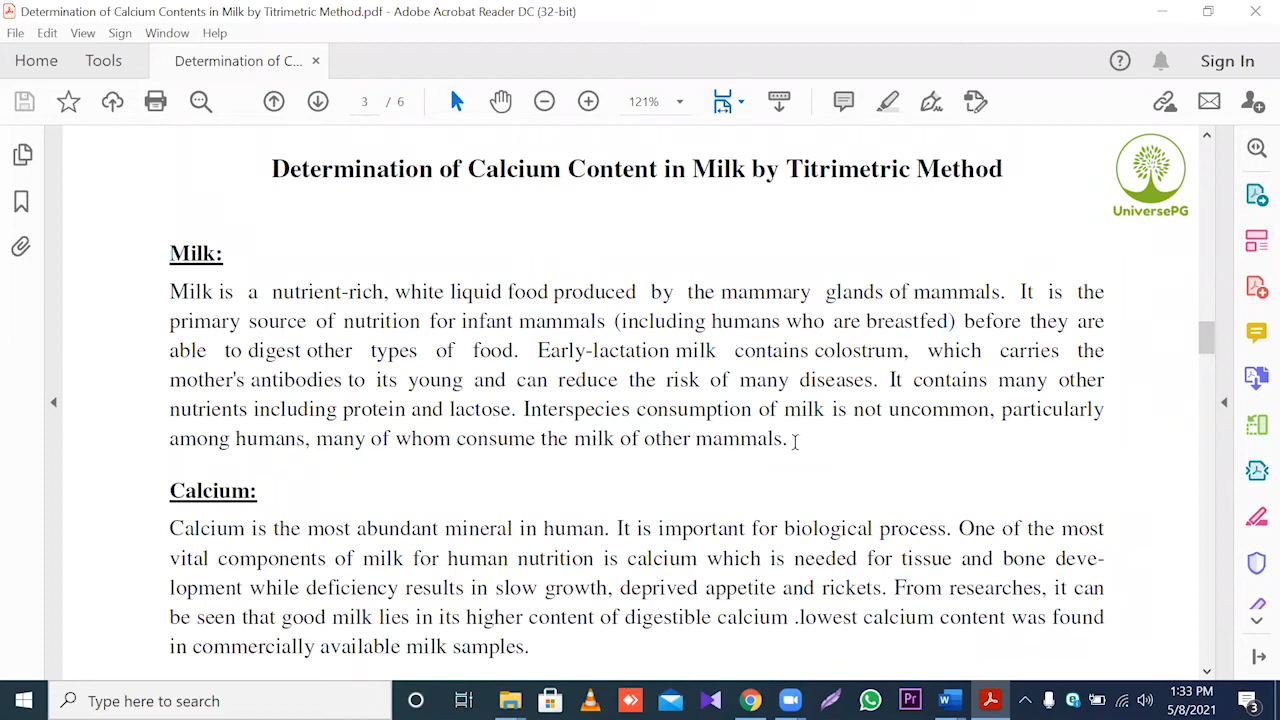 Determination of Calcium Contents in Milk by Titrimetric Method.pdf - Adobe Acrobat Reader DC (32-bit)
File Edit View Sign Window Help
Home Tools Determination of C... ×
Sign In
3 / 6
121%
Determination of Calcium Content in Milk by Titrimetric Method
UniversePG
Milk:
Milk is a nutrient-rich, white liquid food produced by the mammary glands of mammals. It is the
primary source of nutrition for infant mammals (including humans who are breastfed) before they are
able to digest other types of food. Early-lactation milk contains colostrum, which carries the
mother's antibodies to its young and can reduce the risk of many diseases. It contains many other
nutrients including protein and lactose. Interspecies consumption of milk is not uncommon, particularly
among humans, many of whom consume the milk of other mammals.
Calcium:
Calcium is the most abundant mineral in human. It is important for biological process. One of the most
vital components of milk for human nutrition is calcium which is needed for tissue and bone deve-
lopment while deficiency results in slow growth, deprived appetite and rickets. From researches, it can
be seen that good milk lies in its higher content of digestible calcium .lowest calcium content was found
in commercially available milk samples.
Type here to search
Pr
W
1:33 PM
5/8/2021
3